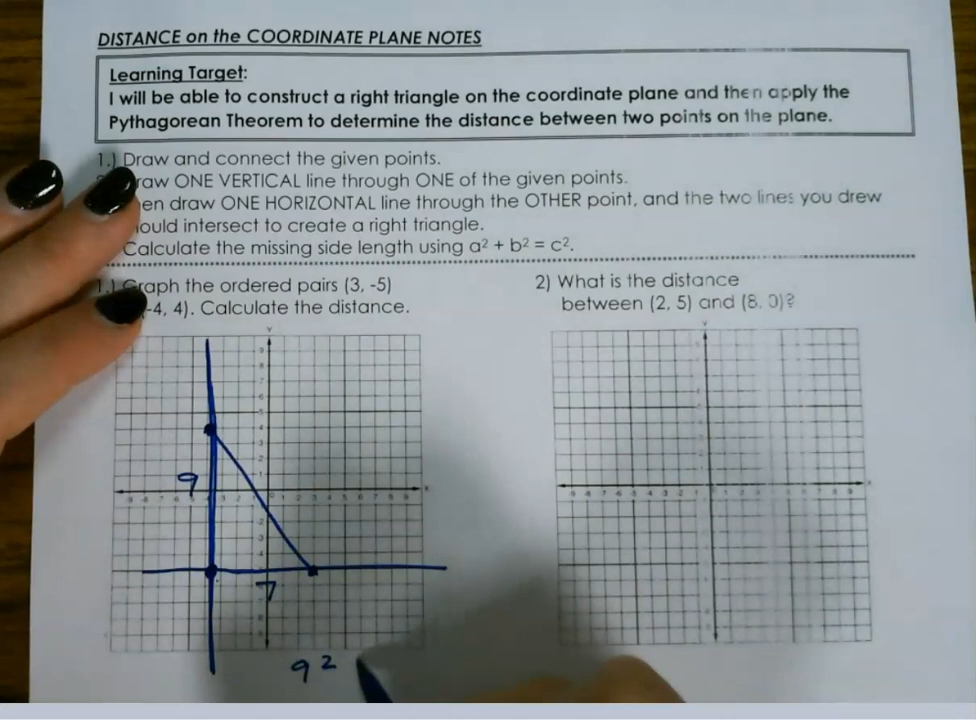 DISTANCE on the COORDINATE PLANE NOTES
Learning Target:
I will be able to construct a right triangle on the coordinate plane and then apply the
Pythagorean Theorem to determine the distance between two points on the plane.
1.) Draw and connect the given points.
raw ONE VERTICAL line through ONE of the given points.
en draw ONE HORIZONTAL line through the OTHER point, and the two lines you drew
ould intersect to create a right triangle.
Calculate the missing side length using a² + b² = c².
1.) Graph the ordered pairs (3, -5)
(-4, 4). Calculate the distance.
2) What is the distance
between (2, 5) and (8, 0)?
9
7
9²